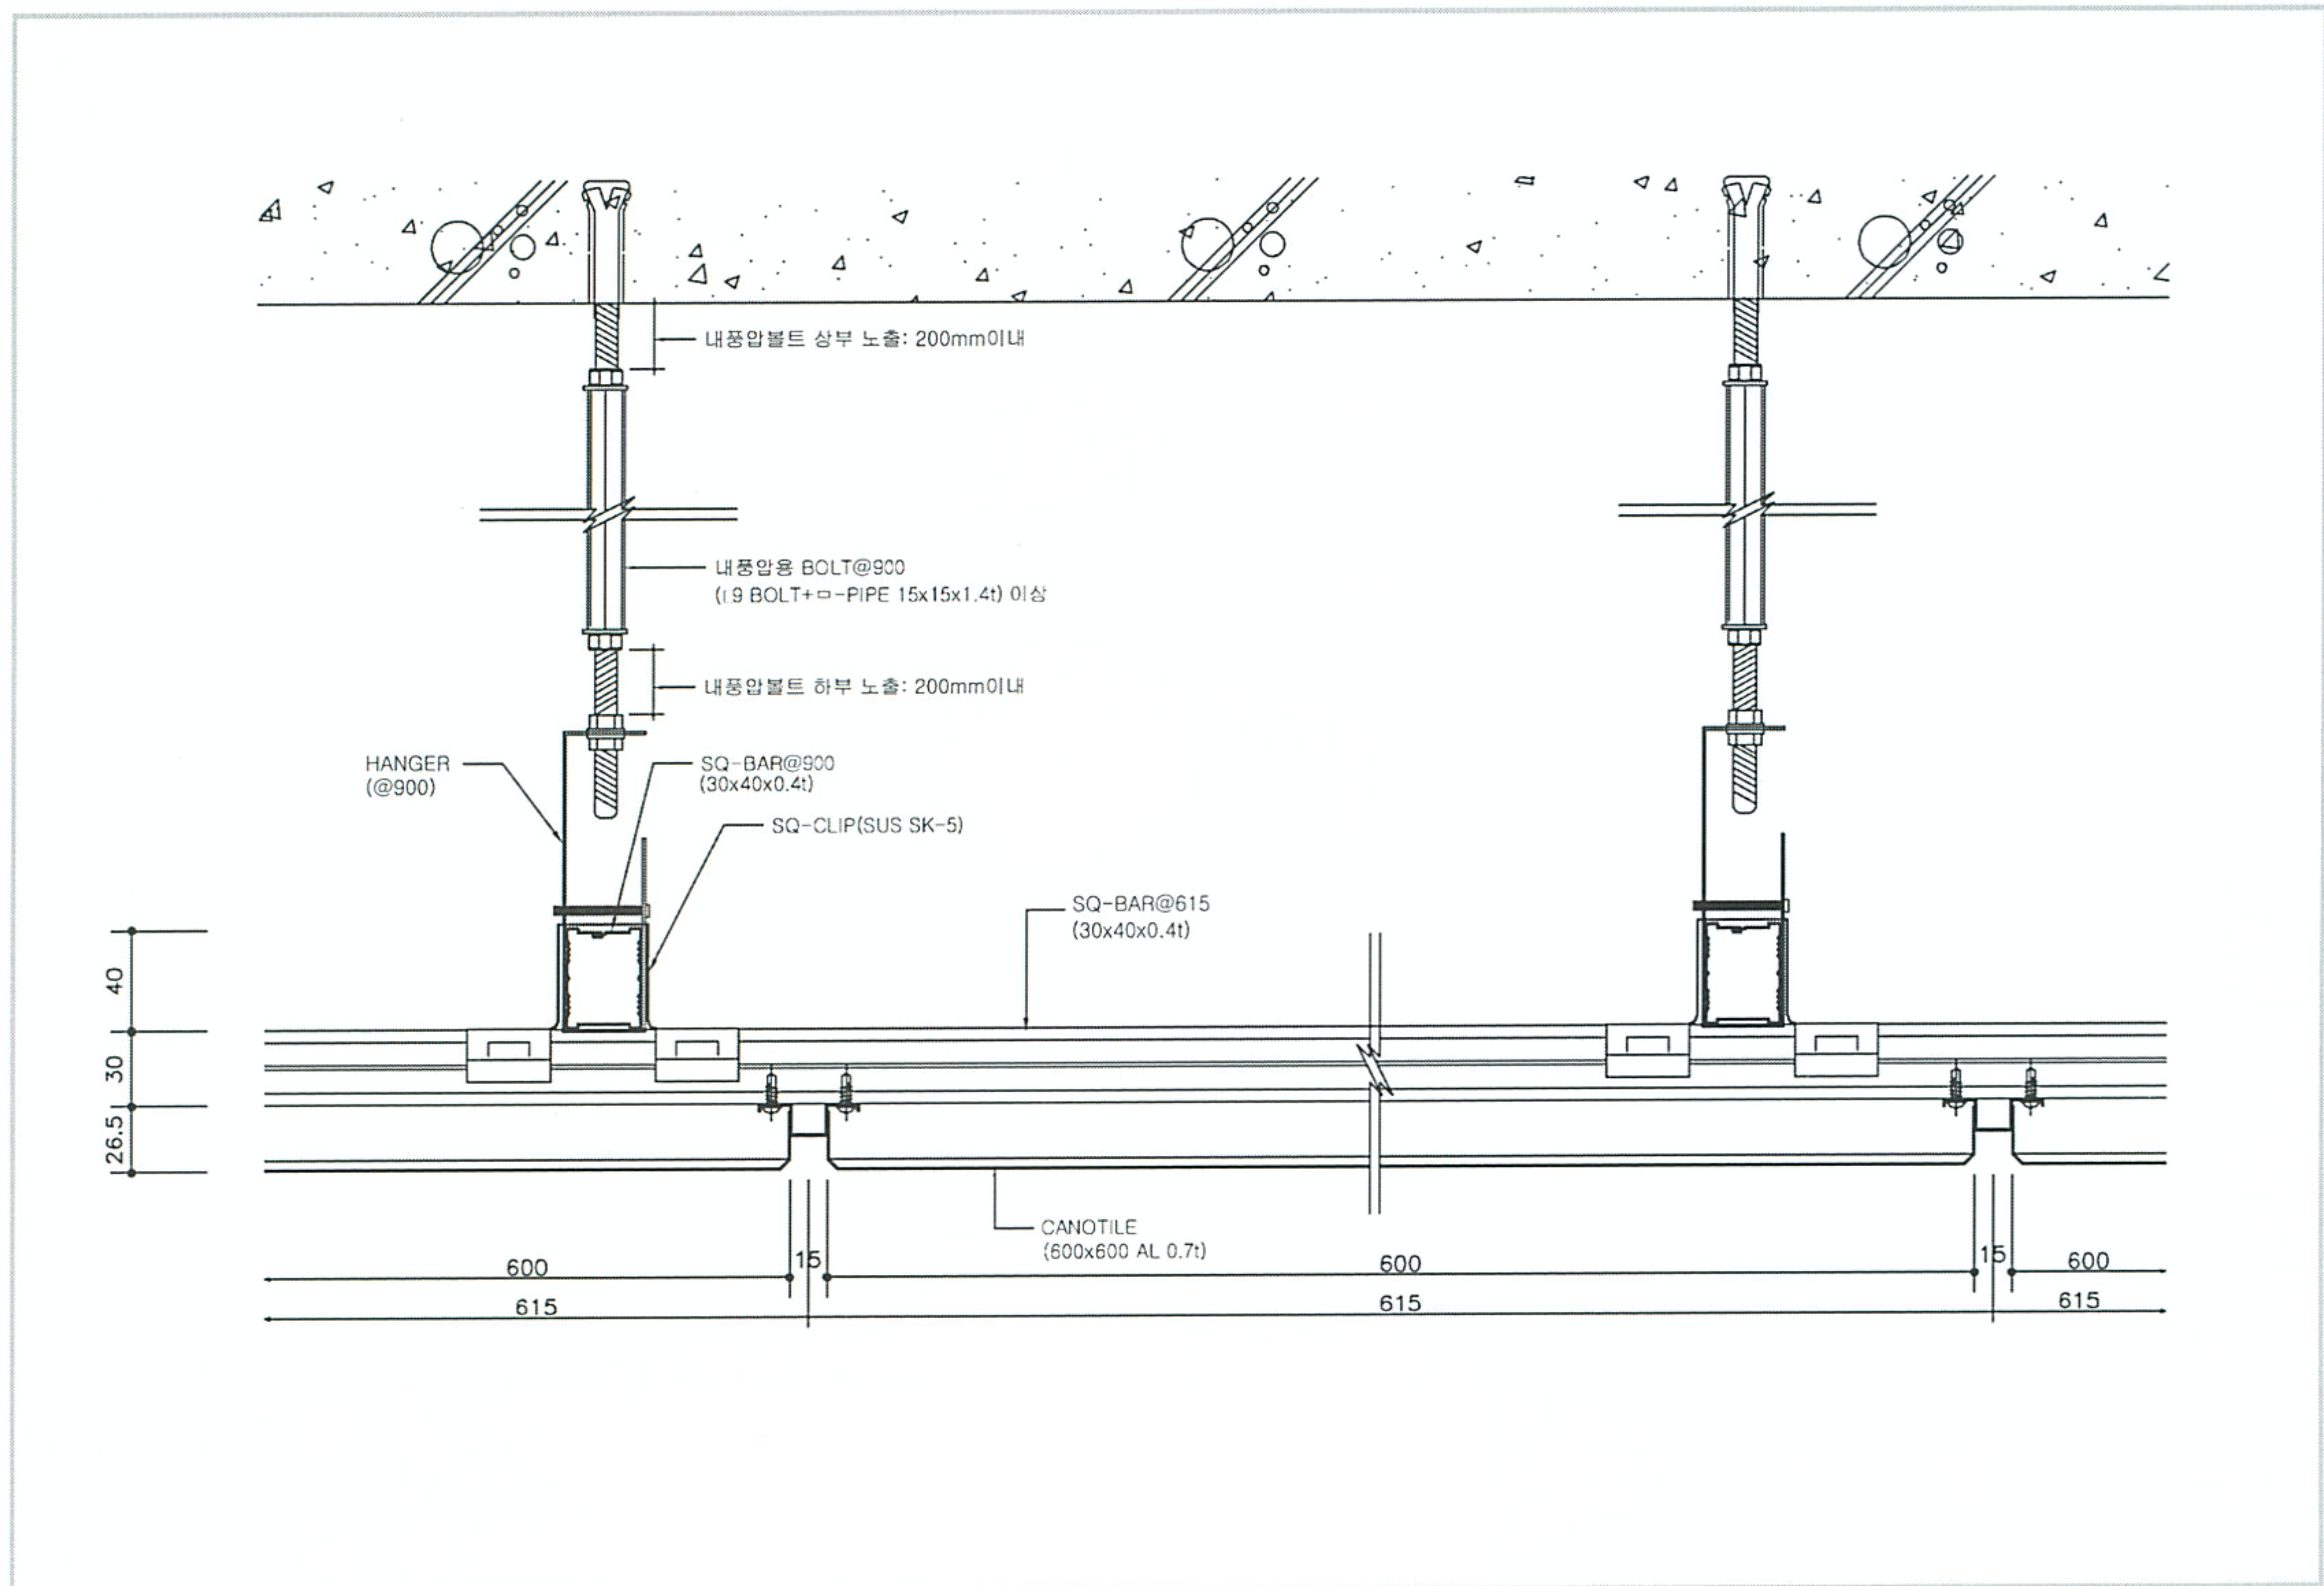 내풍압볼트 상부 노출: 200mm이내
내풍압용 BOLT@900
9 BOLT+ㅁ-PIPE 15x15x1.4t) 이상
내풍압볼트 하부 노출: 200mm이내
HANGER
(@900)
SQ-BAR@900
(30x40x0.4t)
SQ-CLIP(SUS SK-5)
SQ-BAR@615
(30x40x0.4t)
40
30
26.5
CANOTILE
(600x600 AL 0.7t)
600
15
600
15
600
615
615
615